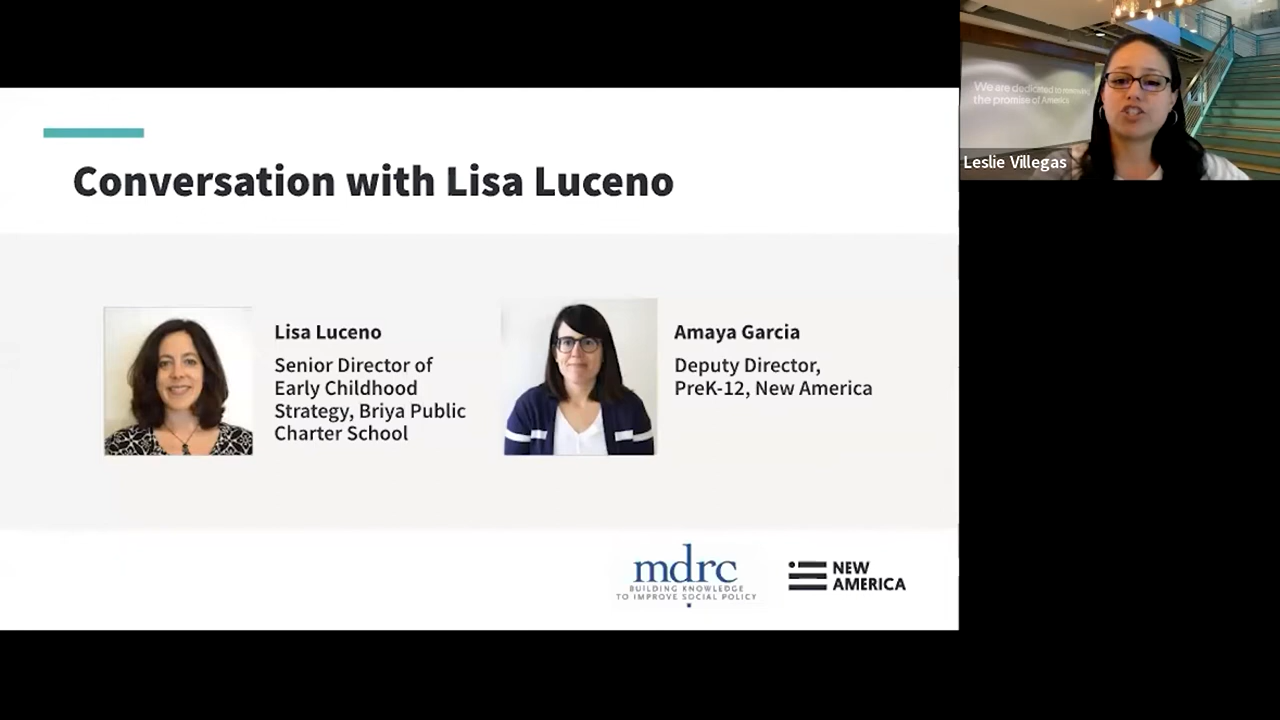 Conversation with Lisa Luceno
Lisa Luceno
Senior Director of
Early Childhood
Strategy, Briya Public
Charter School
Amaya Garcia
Deputy Director,
PreK-12, New America
mdrc
BUILDING KNOWLEDGE
TO IMPROVE SOCIAL POLICY
NEW
AMERICA
We are dedicated to renewing
the promise of America
Leslie Villegas